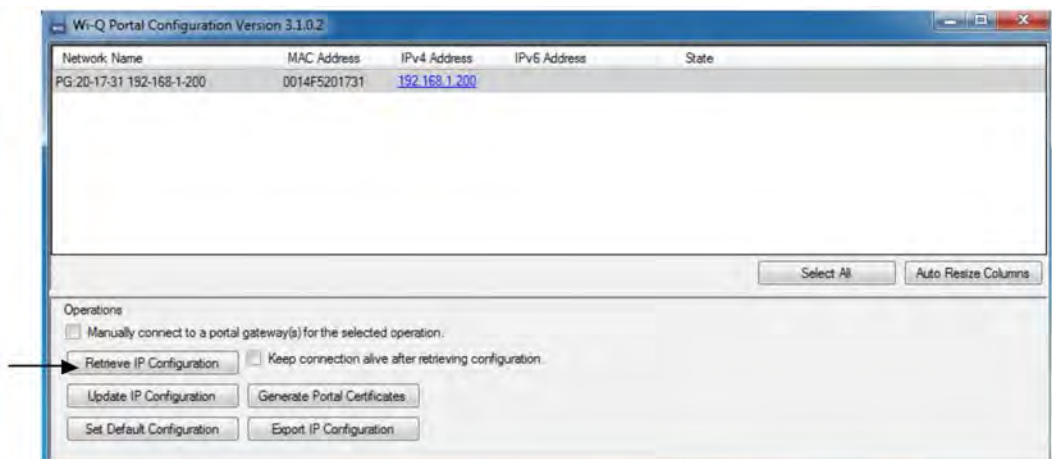 Wi-Q Portal Configuration Version 3.1.0.2
Network Name MAC Address IPv4 Address IPv6 Address State
PG:20-17-31 192-168-1-200 0014F5201731 192.168.1.200
Select All Auto Resize Columns
Operations
Manually connect to a portal gateway(s) for the selected operation.
Retrieve IP Configuration Keep connection alive after retrieving configuration
Update IP Configuration Generate Portal Certificates
Set Default Configuration Export IP Configuration